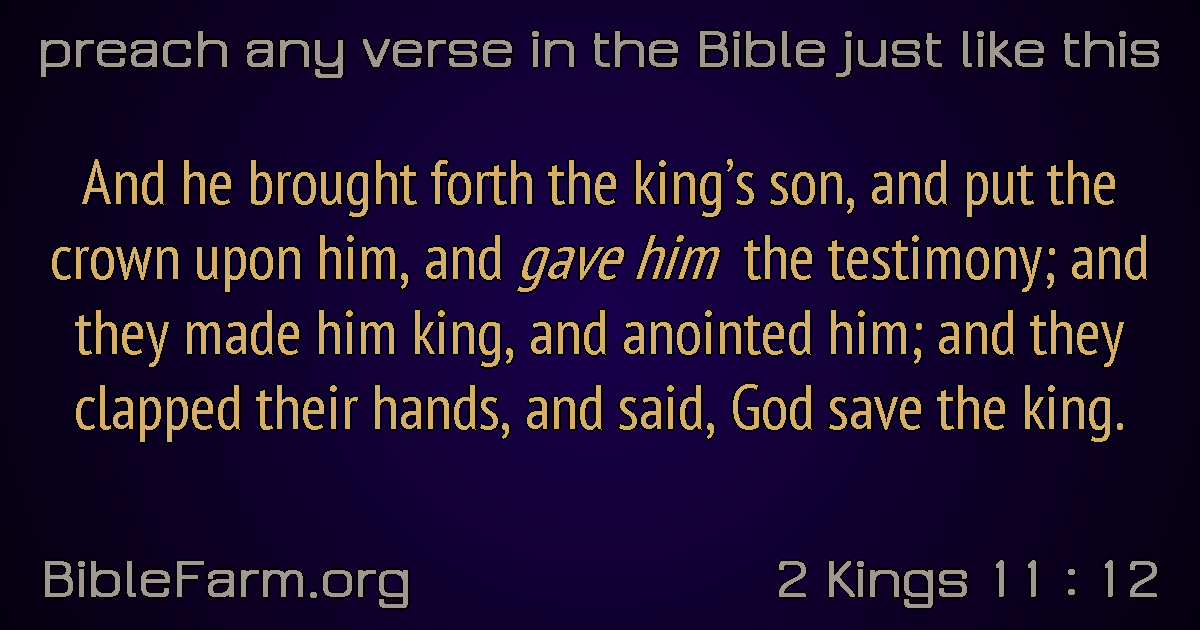 preach any verse in the Bible just like this
And he brought forth the king’s son, and put the
crown upon him, and gave him the testimony; and
they made him king, and anointed him; and they
clapped their hands, and said, God save the king.
BibleFarm.org
2 Kings 11 : 12